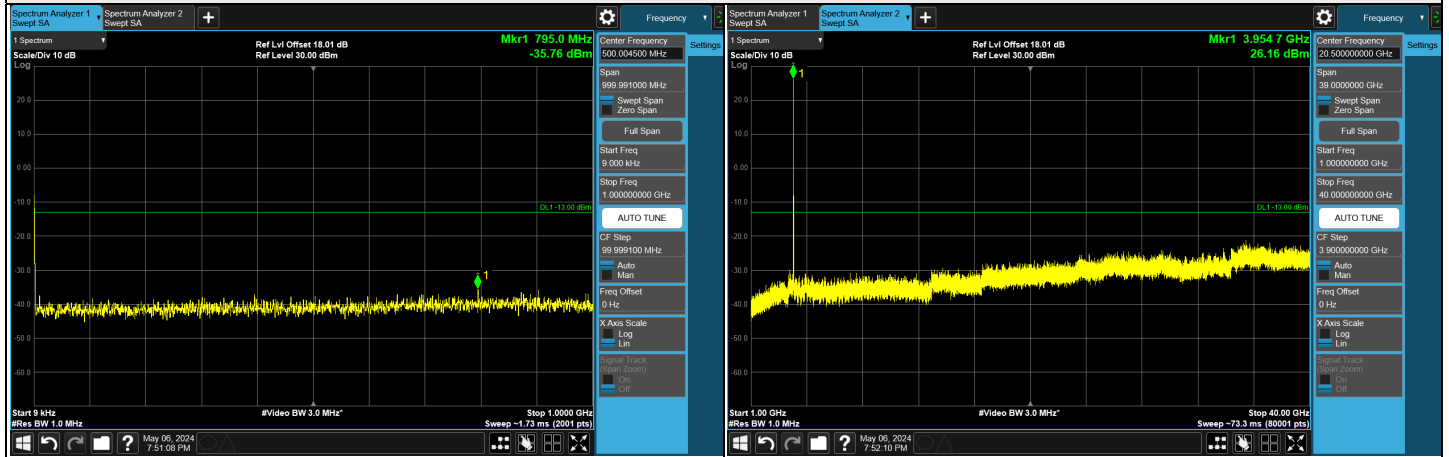 Spectrum Analyzer 1
Swept SA
Spectrum Analyzer 2
Swept SA
+
Frequency
1 Spectrum
Scale/Div 10 dB
Log
Ref Lvl Offset 18.01 dB
Ref Level 30.00 dBm
Mkr1 795.0 MHz
-35.76 dBm
20.0
10.0
0.00
-10.0
-20.0
-30.0
-40.0
-50.0
-60.0
DL1 -13.00 dBm
1
Start 9 kHz
#Res BW 1.0 MHz
#Video BW 3.0 MHz*
Stop 1.0000 GHz
Sweep ~1.73 ms (2001 pts)
Center Frequency
500.004500 MHz
Settings
Span
999.991000 MHz
Swept Span
Zero Span
Full Span
Start Freq
9.000 kHz
Stop Freq
1.000000000 GHz
AUTO TUNE
CF Step
99.999100 MHz
Auto
Man
Freq Offset
0 Hz
X Axis Scale
Log
Lin
Signal Track
(Span Zoom)
On
Off
?
May 06, 2024
7:51:08 PM
Spectrum Analyzer 1
Swept SA
Spectrum Analyzer 2
Swept SA
+
Frequency
1 Spectrum
Scale/Div 10 dB
Log
Ref Lvl Offset 18.01 dB
Ref Level 30.00 dBm
Mkr1 3.954 7 GHz
26.16 dBm
1
20.0
10.0
0.00
-10.0
-20.0
-30.0
-40.0
-50.0
-60.0
DL1 -13.00 dBm
Start 1.00 GHz
#Res BW 1.0 MHz
#Video BW 3.0 MHz*
Stop 40.00 GHz
Sweep ~73.3 ms (80001 pts)
Center Frequency
20.500000000 GHz
Settings
Span
39.0000000 GHz
Swept Span
Zero Span
Full Span
Start Freq
1.000000000 GHz
Stop Freq
40.000000000 GHz
AUTO TUNE
CF Step
3.900000000 GHz
Auto
Man
Freq Offset
0 Hz
X Axis Scale
Log
Lin
Signal Track
(Span Zoom)
On
Off
?
May 06, 2024
7:52:10 PM